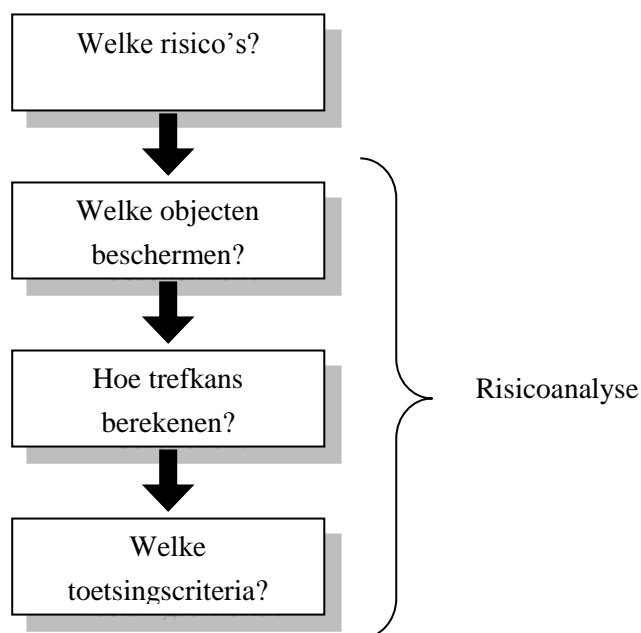 Welke risico’s?
Welke objecten
beschermen?
Hoe trefkans
berekenen?
Welke
toetsingscriteria?
Risicoanalyse